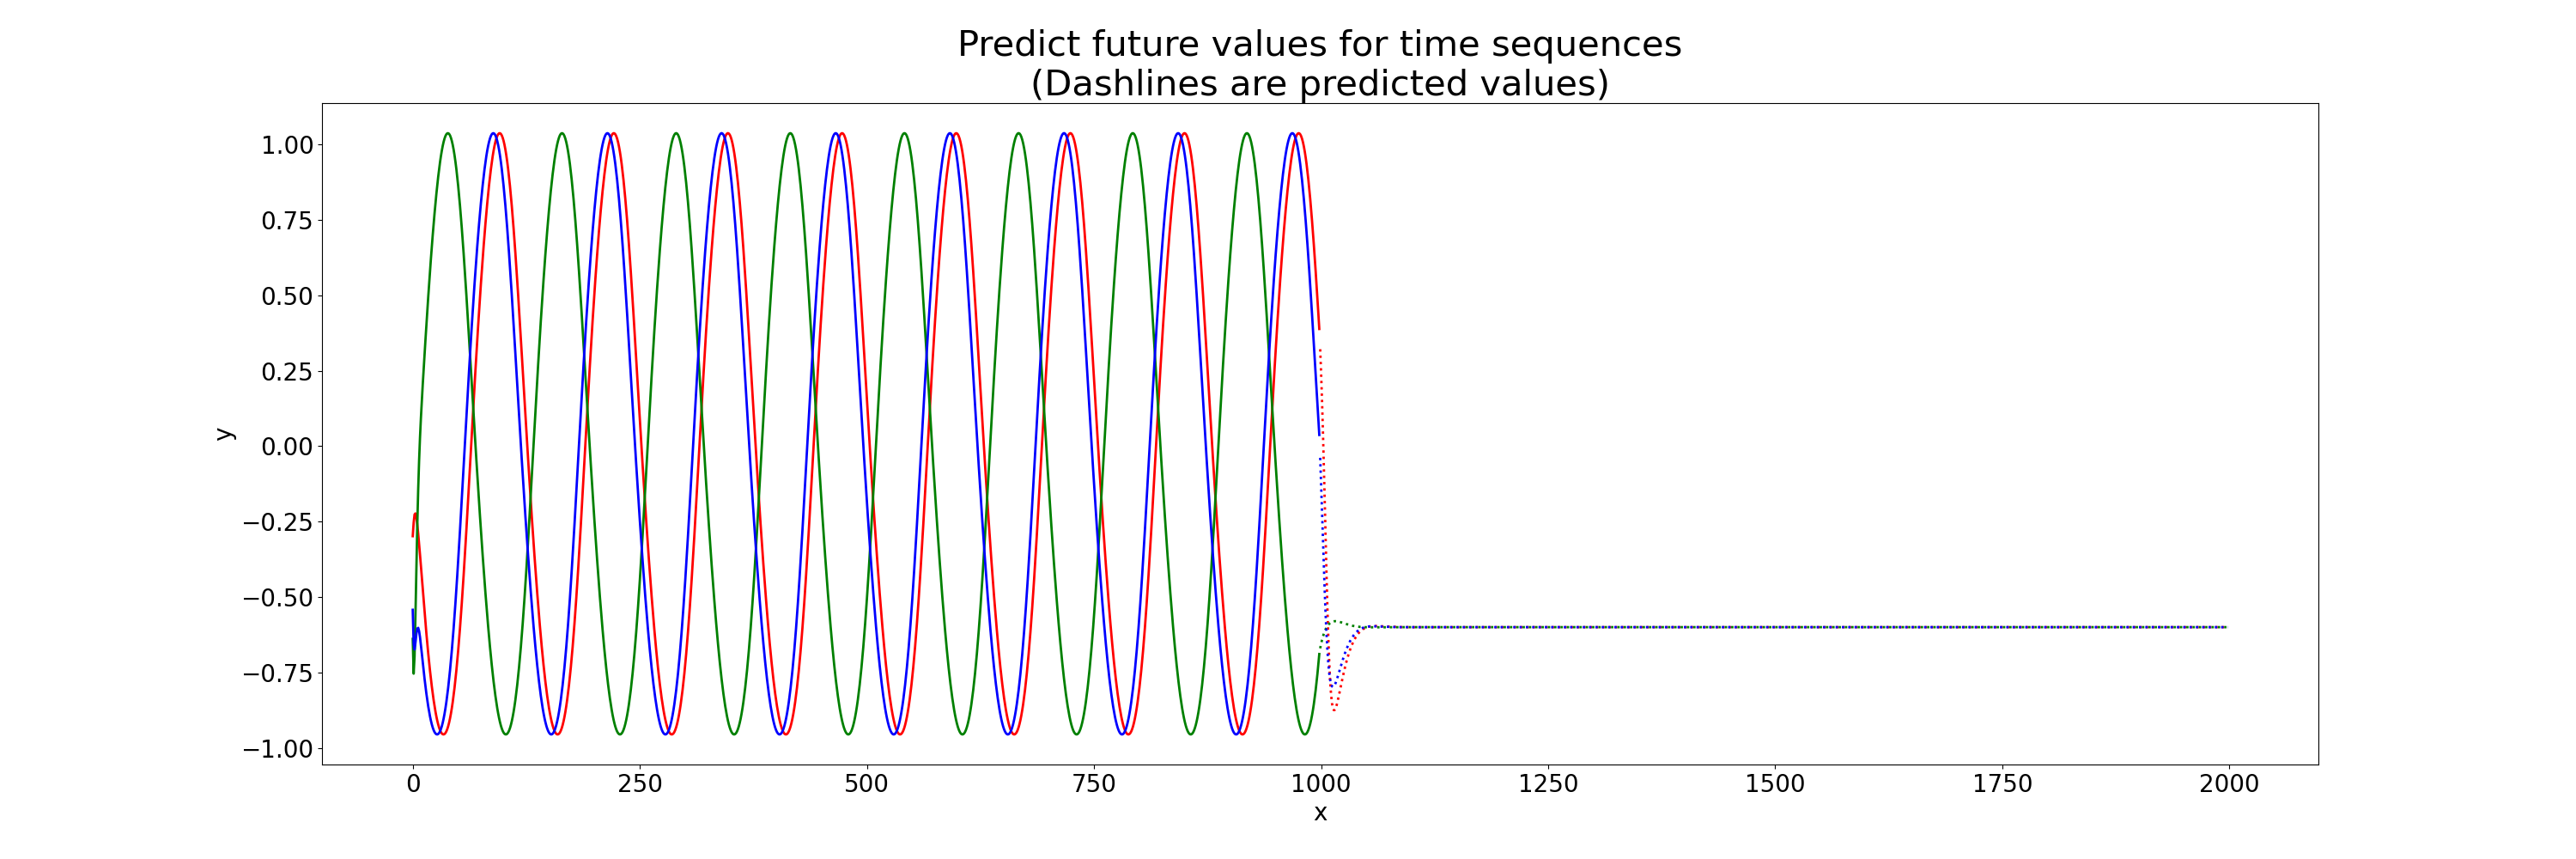 Predict future values for time sequences
(Dashlines are predicted values)
1.00
0.75
0.50
0.25
0.00
−0.25
−0.50
−0.75
−1.00
y
0 250 500 750 1000 1250 1500 1750 2000
x